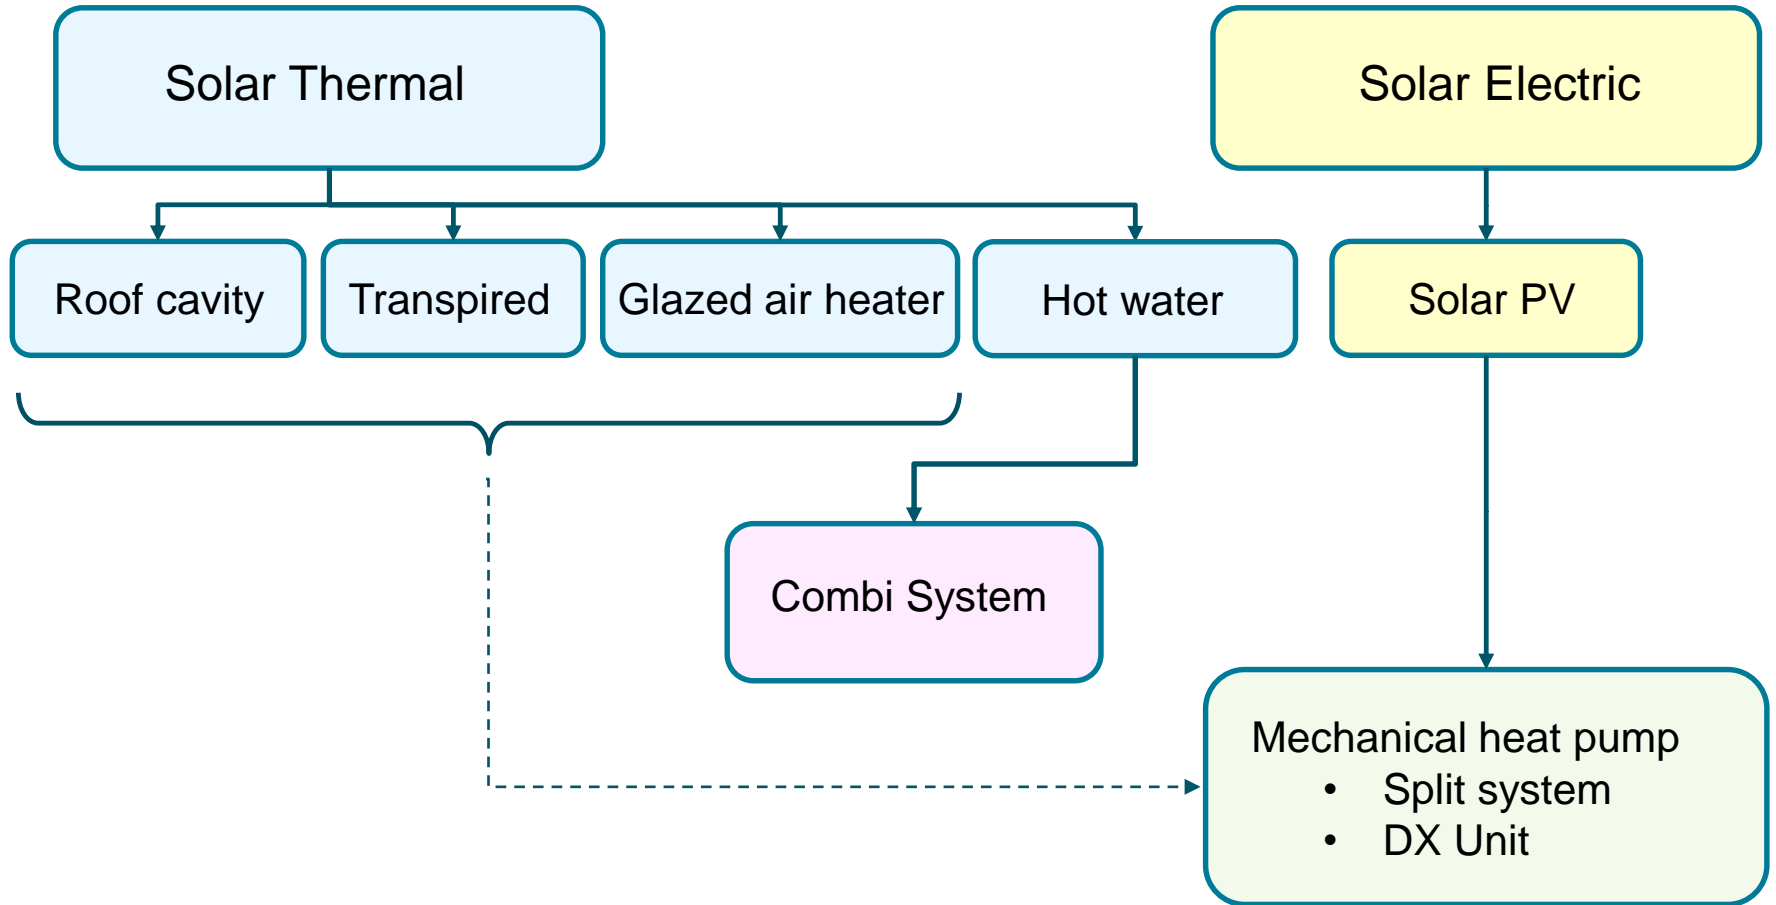 Solar Thermal
Solar Electric
Roof cavity
Transpired
Glazed air heater
Hot water
Solar PV
Combi System
Mechanical heat pump
• Split system
• DX Unit